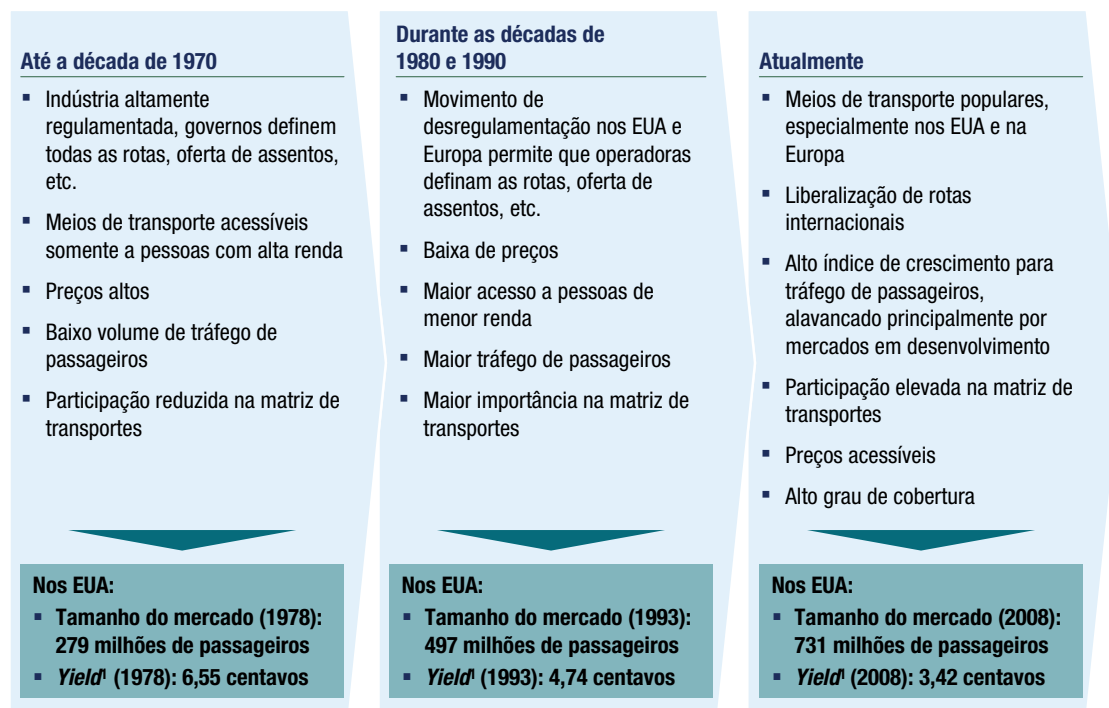 Até a década de 1970
▪ Indústria altamente
regulamentada, governos definem
todas as rotas, oferta de assentos,
etc.
▪ Meios de transporte acessíveis
somente a pessoas com alta renda
▪ Preços altos
▪ Baixo volume de tráfego de
passageiros
▪ Participação reduzida na matriz de
transportes
Nos EUA:
▪ Tamanho do mercado (1978):
279 milhões de passageiros
▪ Yield¹ (1978): 6,55 centavos
Durante as décadas de
1980 e 1990
▪ Movimento de
desregulamentação nos EUA e
Europa permite que operadoras
definam as rotas, oferta de
assentos, etc.
▪ Baixa de preços
▪ Maior acesso a pessoas de
menor renda
▪ Maior tráfego de passageiros
▪ Maior importância na matriz de
transportes
Nos EUA:
▪ Tamanho do mercado (1993):
497 milhões de passageiros
▪ Yield¹ (1993): 4,74 centavos
Atualmente
▪ Meios de transporte populares,
especialmente nos EUA e na
Europa
▪ Liberalização de rotas
internacionais
▪ Alto índice de crescimento para
tráfego de passageiros,
alavancado principalmente por
mercados em desenvolvimento
▪ Participação elevada na matriz de
transportes
▪ Preços acessíveis
▪ Alto grau de cobertura
Nos EUA:
▪ Tamanho do mercado (2008):
731 milhões de passageiros
▪ Yield¹ (2008): 3,42 centavos